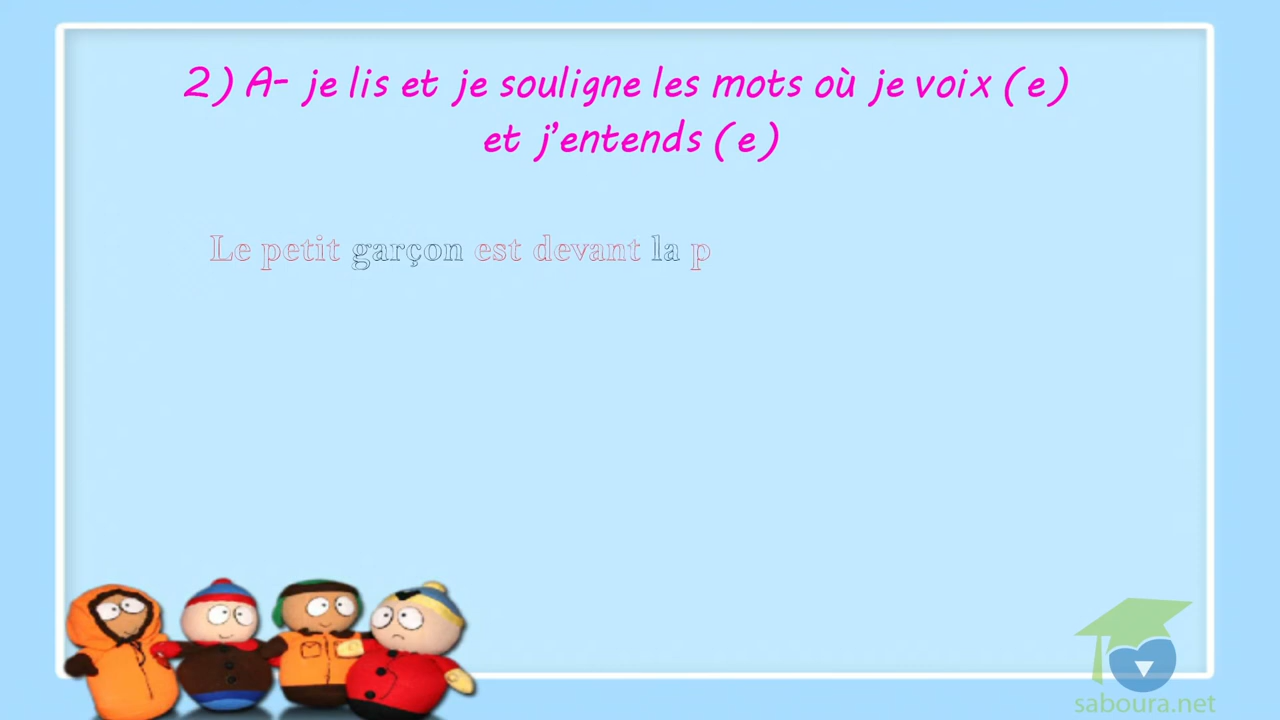 2) A- je lis et je souligne les mots où je voix (e)
et j'entends (e)
Le petit garçon est devant la p
saboura.net